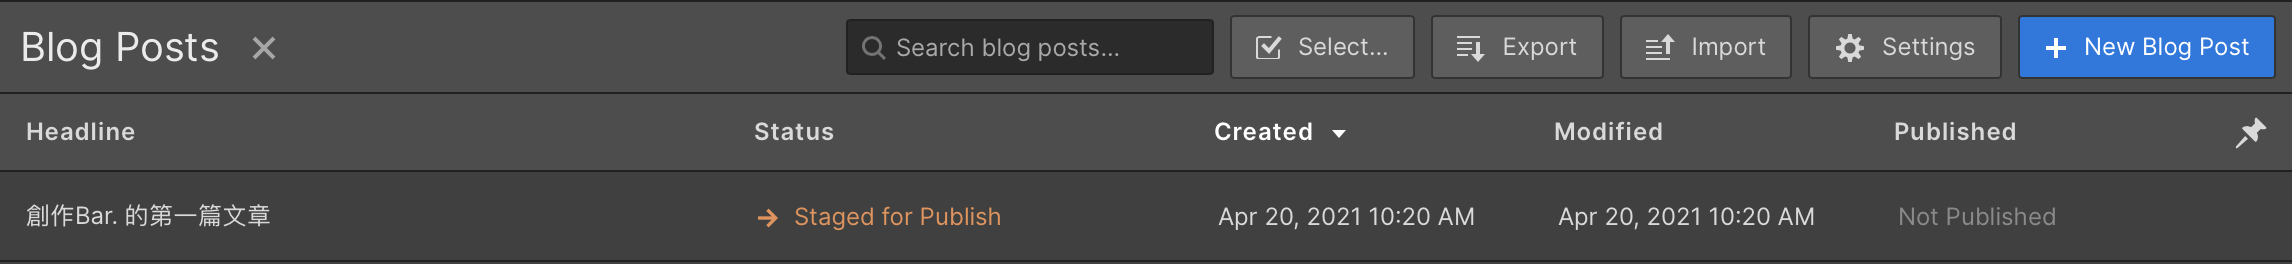 Blog Posts
Search blog posts...
Select...
Export
Import
Settings
New Blog Post
Headline
Status
Created
Modified
Published
創作Bar. 的第一篇文章
Staged for Publish
Apr 20, 2021 10:20 AM
Apr 20, 2021 10:20 AM
Not Published